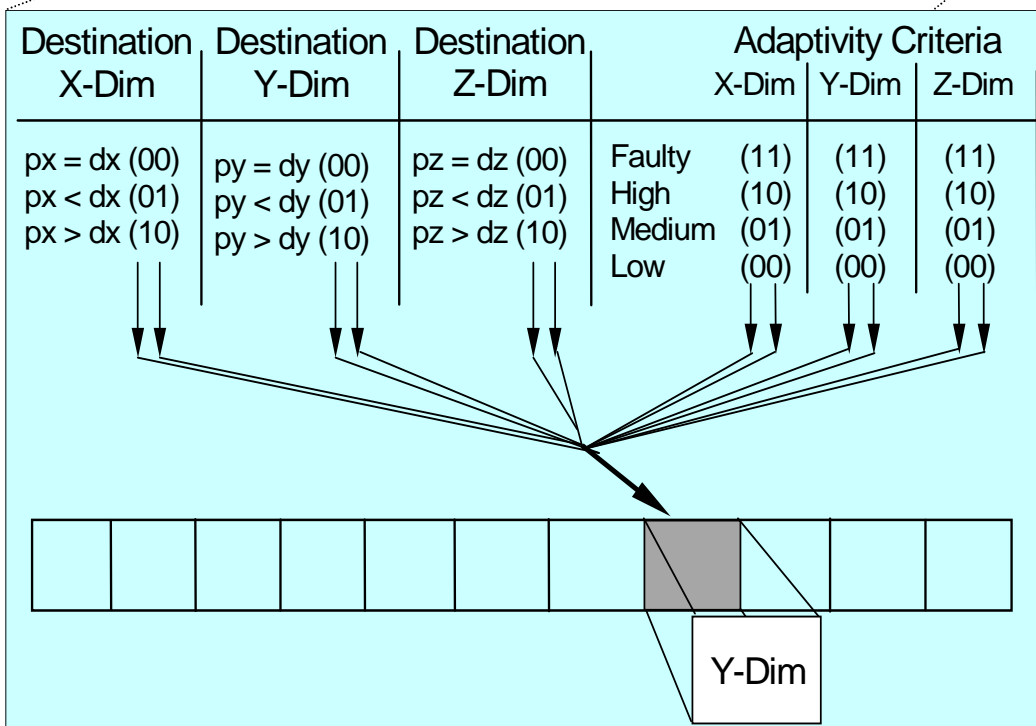 Destination Destination Destination Adaptivity Criteria
X-Dim Y-Dim Z-Dim X-Dim Y-Dim Z-Dim
px = dx (00) py = dy (00) pz = dz (00) Faulty (11) (11) (11)
px < dx (01) py < dy (01) pz < dz (01) High (10) (10) (10)
px > dx (10) py > dy (10) pz > dz (10) Medium (01) (01) (01)
Low (00) (00) (00)
Y-Dim